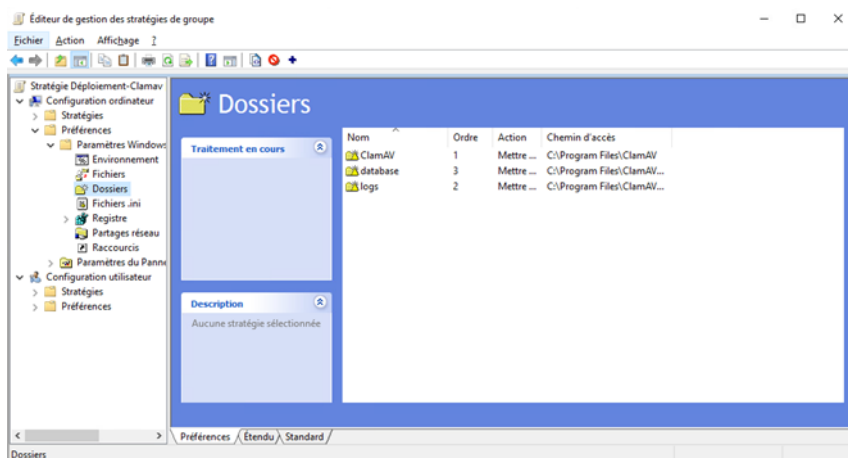 Éditeur de gestion des stratégies de groupe
Fichier Action Affichage ?
Stratégie Déploiement-Clamav
Configuration ordinateur
Stratégies
Préférences
Paramètres Windows
Environnement
Fichiers
Dossiers
Fichiers .ini
Registre
Partages réseau
Raccourcis
Paramètres du Panne
Configuration utilisateur
Stratégies
Préférences
Dossiers
Traitement en cours
Description
Aucune stratégie sélectionnée
Nom Ordre Action Chemin d'accès
ClamAV 1 Mettre ... C:\Program Files\ClamAV
database 3 Mettre ... C:\Program Files\ClamAV...
logs 2 Mettre ... C:\Program Files\ClamAV...
Préférences Étendu Standard
Dossiers